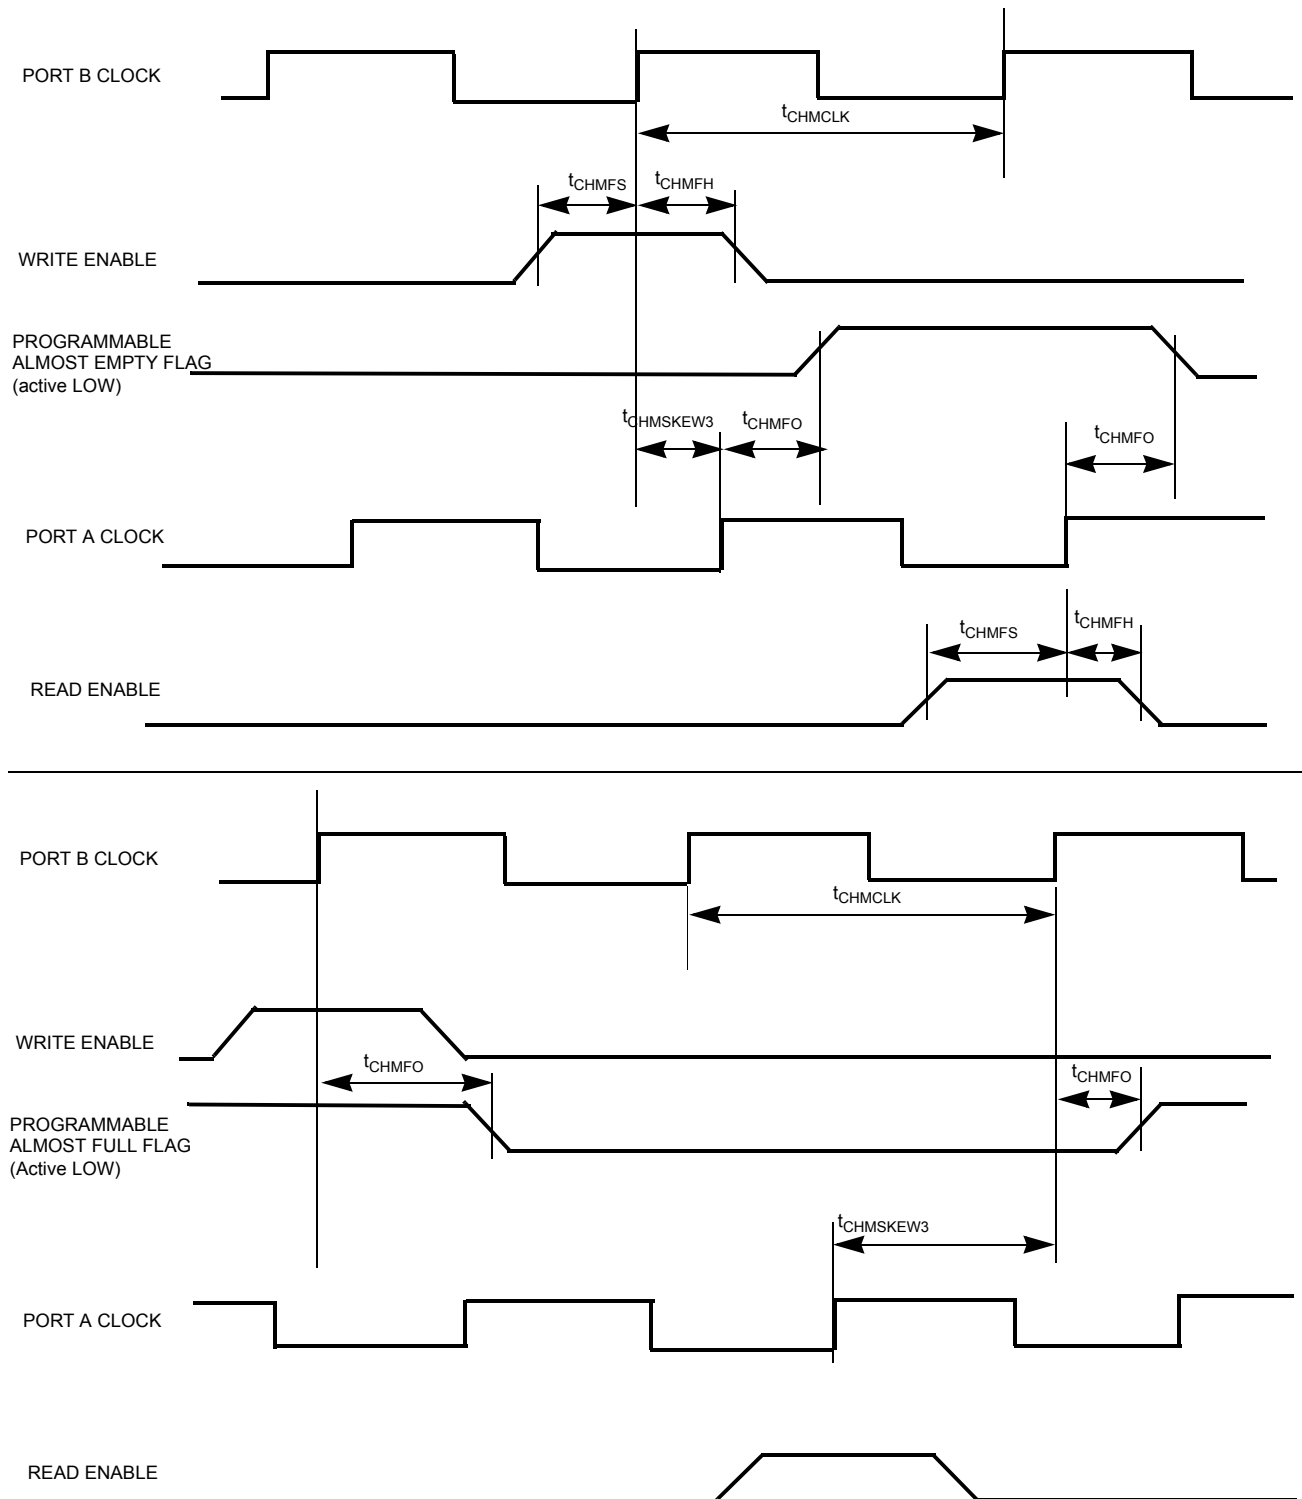 PORT B CLOCK
tCHMCLK
tCHMFS
tCHMFH
WRITE ENABLE
PROGRAMMABLE
ALMOST EMPTY FLAG
(active LOW)
tCHMSKEW3
tCHMFO
tCHMFO
PORT A CLOCK
tCHMFS
tCHMFH
READ ENABLE
PORT B CLOCK
tCHMCLK
WRITE ENABLE
tCHMFO
tCHMFO
PROGRAMMABLE
ALMOST FULL FLAG
(Active LOW)
tCHMSKEW3
PORT A CLOCK
READ ENABLE